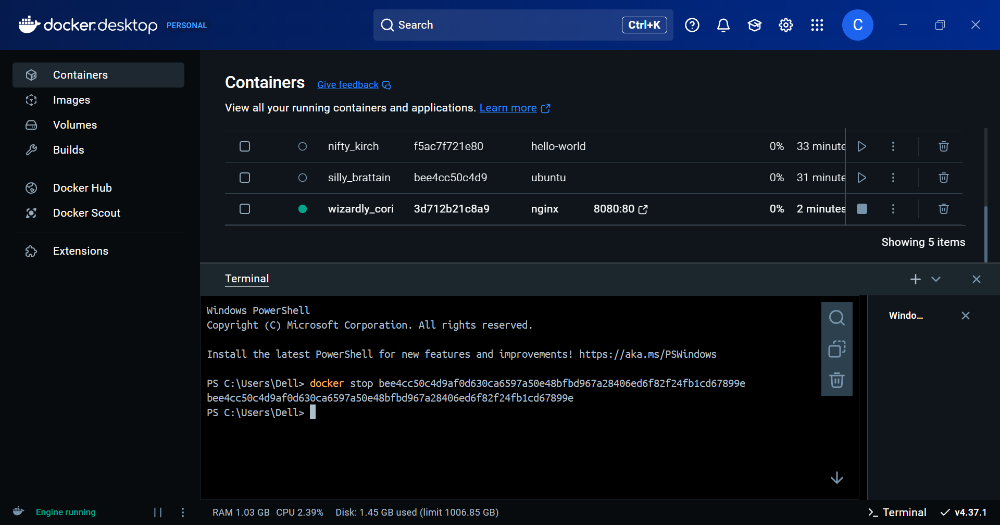 docker desktop PERSONAL
Search Ctrl+K
C
Containers
Images
Volumes
Builds
Docker Hub
Docker Scout
Extensions
Containers Give feedback
View all your running containers and applications. Learn more
nifty_kirch f5ac7f721e80 hello-world 0% 33 minute
silly_brattain bee4cc50c4d9 ubuntu 0% 31 minute
wizardly_cori 3d712b21c8a9 nginx 8080:80 0% 2 minutes
Showing 5 items
Terminal
Windows PowerShell
Copyright (C) Microsoft Corporation. All rights reserved.
Install the latest PowerShell for new features and improvements! https://aka.ms/PSWindows
PS C:\Users\Dell> docker stop bee4cc50c4d9af0d630ca6597a50e48bfbd967a28406ed6f82f24fb1cd67899e
bee4cc50c4d9af0d630ca6597a50e48bfbd967a28406ed6f82f24fb1cd67899e
PS C:\Users\Dell>
Windo...
Engine running
RAM 1.03 GB CPU 2.39% Disk: 1.45 GB used (limit 1006.85 GB)
>_ Terminal v4.37.1